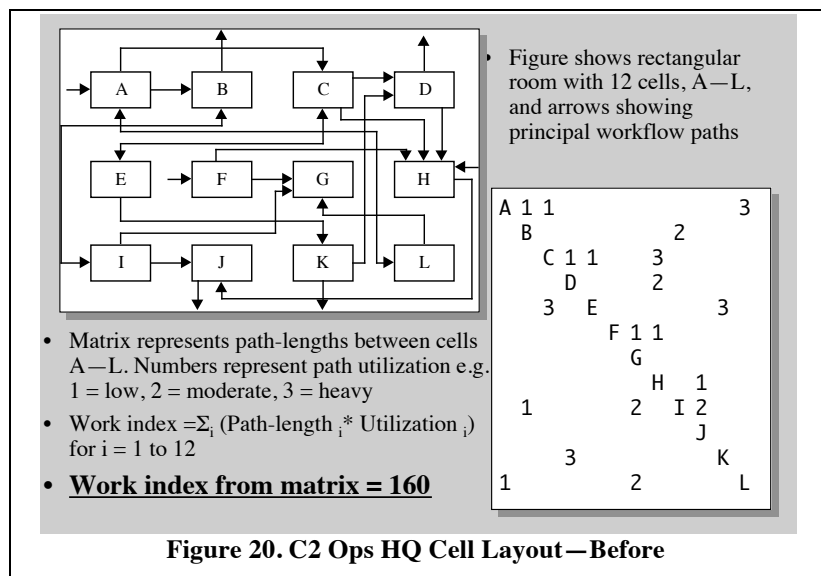 A B C D
E F G H
I J K L
• Figure shows rectangular
room with 12 cells, A—L,
and arrows showing
principal workflow paths
A 1 1 3
B 2
C 1 1 3
D 2
3 E 3
F 1 1
G
H 1
1 2 I 2
J
3 K
1 2 L
• Matrix represents path-lengths between cells
A—L. Numbers represent path utilization e.g.
1 = low, 2 = moderate, 3 = heavy
• Work index =Σi (Path-length i* Utilization i)
for i = 1 to 12
• Work index from matrix = 160
Figure 20. C2 Ops HQ Cell Layout—Before